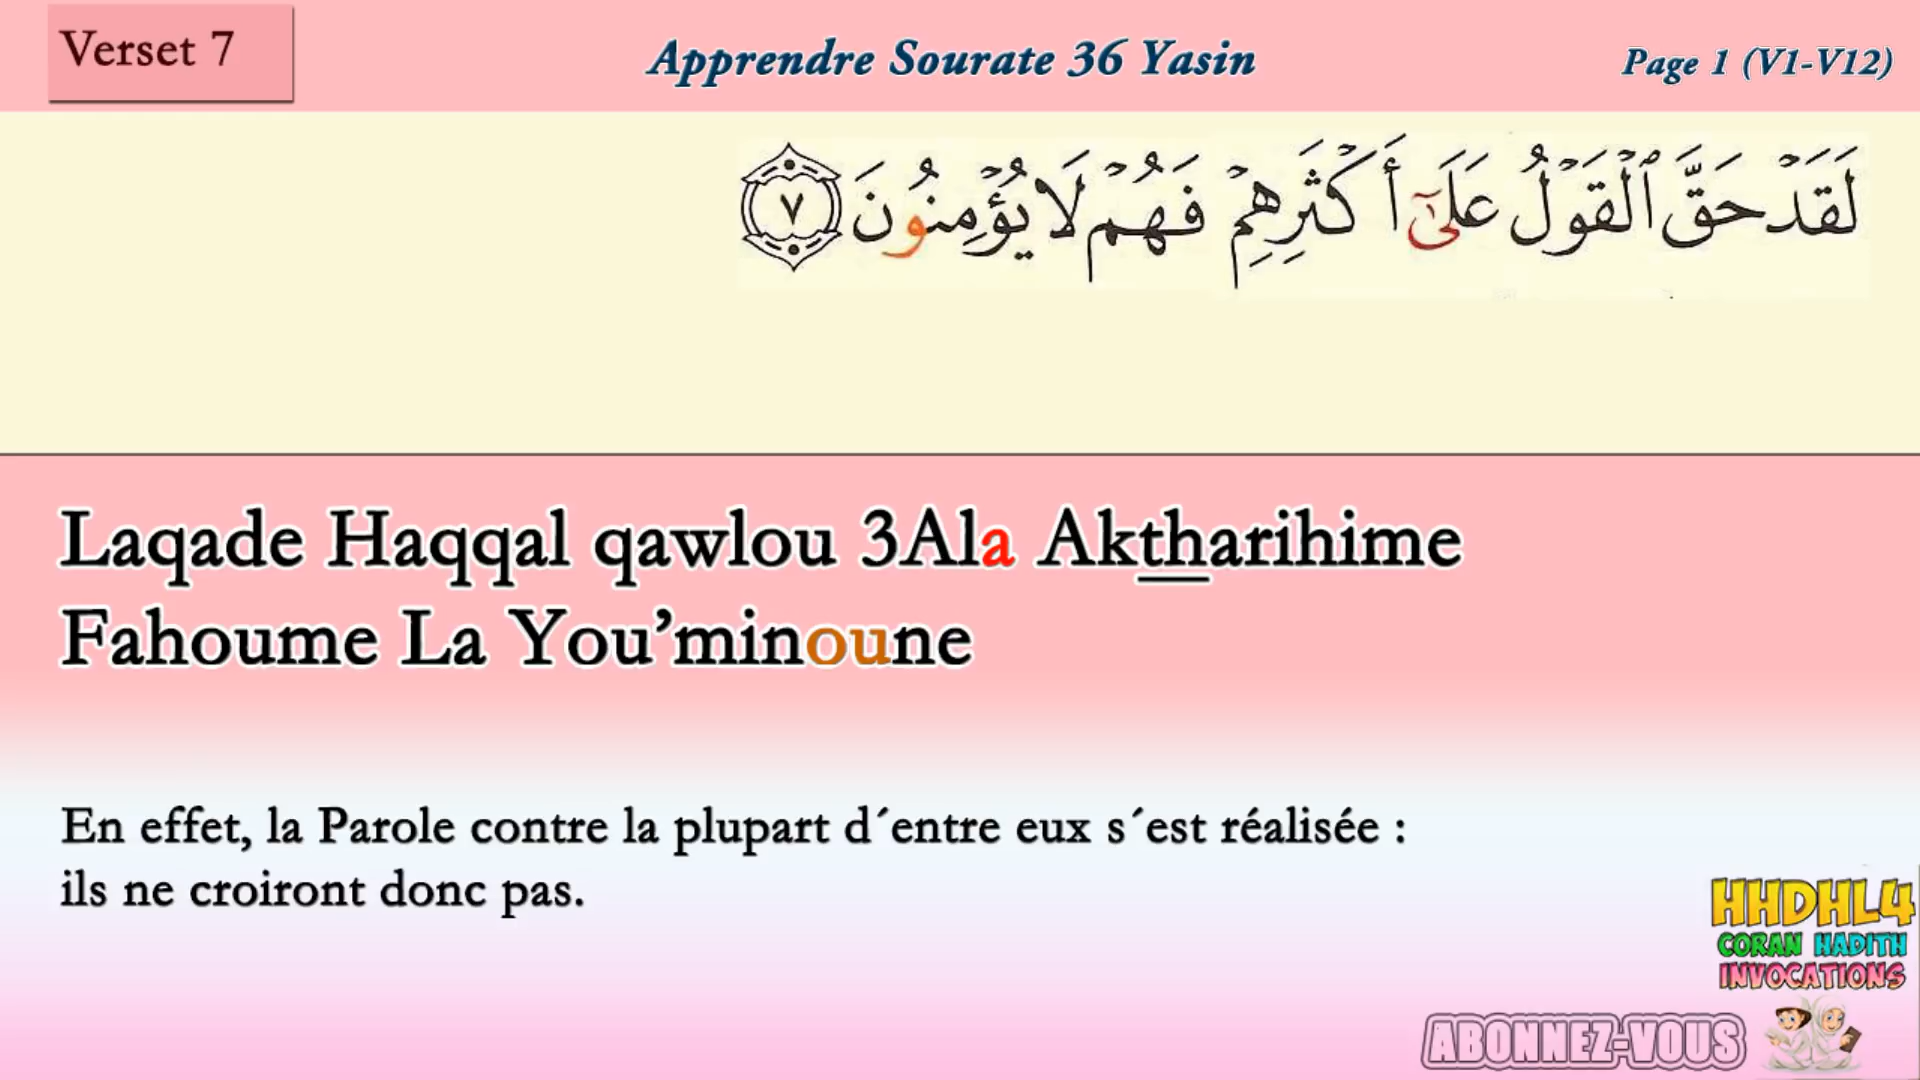 Verset 7
Apprendre Sourate 36 Yasin
Page 1 (V1-V12)
لَقَدۡ حَقَّ ٱلۡقَوۡلُ عَلَىٰٓ أَكۡثَرِهِمۡ فَهُمۡ لَا يُؤۡمِنُونَ ٧
Laqade Haqqal qawlou 3Ala Aktharihime
Fahoume La You’minoune
En effet, la Parole contre la plupart d´entre eux s´est réalisée :
ils ne croiront donc pas.
HHDHL4
CORAN HADITH
INVOCATIONS
ABONNEZ-VOUS